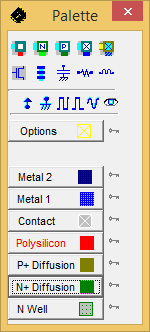 Palette
N P
Options
Metal 2
Metal 1
Contact
Polysilicon
P+ Diffusion
N+ Diffusion
N Well